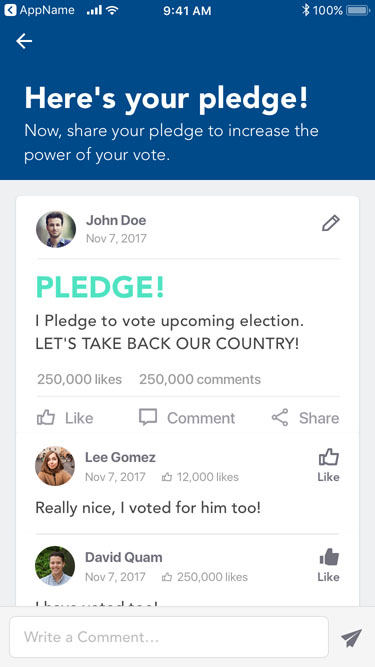 AppName
9:41 AM
100%
Here's your pledge!
Now, share your pledge to increase the
power of your vote.
John Doe
Nov 7, 2017
PLEDGE!
I Pledge to vote upcoming election.
LET'S TAKE BACK OUR COUNTRY!
250,000 likes 250,000 comments
Like Comment Share
Lee Gomez
Nov 7, 2017 12,000 likes
Like
Really nice, I voted for him too!
David Quam
Nov 7, 2017 250,000 likes
Like
I have voted too!
Write a Comment...